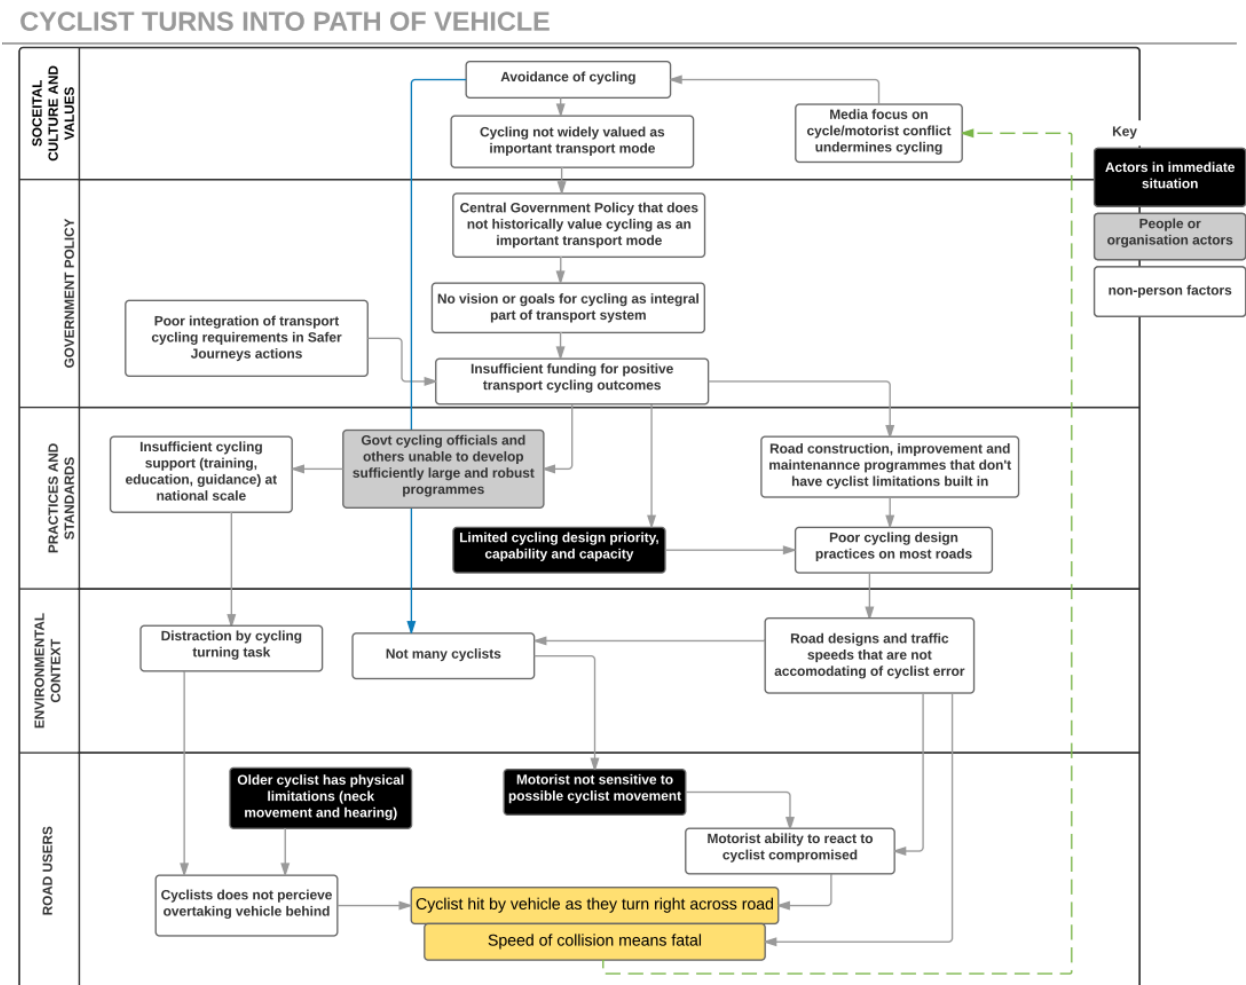 CYCLIST TURNS INTO PATH OF VEHICLE
SOCEITAL
CULTURE AND
VALUES
Avoidance of cycling
Cycling not widely valued as
important transport mode
Media focus on
cycle/motorist conflict
undermines cycling
Key
Actors in immediate
situation
People or
organisation actors
non-person factors
GOVERNMENT POLICY
Central Government Policy that does
not historically value cycling as an
important transport mode
No vision or goals for cycling as integral
part of transport system
Poor integration of transport
cycling requirements in Safer
Journeys actions
Insufficient funding for positive
transport cycling outcomes
PRACTICES AND
STANDARDS
Insufficient cycling
support (training,
education, guidance) at
national scale
Govt cycling officials and
others unable to develop
sufficiently large and robust
programmes
Road construction, improvement and
maintenannce programmes that don't
have cyclist limitations built in
Limited cycling design priority,
capability and capacity
Poor cycling design
practices on most roads
ENVIRONMENTAL
CONTEXT
Distraction by cycling
turning task
Not many cyclists
Road designs and traffic
speeds that are not
accomodating of cyclist error
ROAD USERS
Older cyclist has physical
limitations (neck
movement and hearing)
Motorist not sensitive to
possible cyclist movement
Motorist ability to react to
cyclist compromised
Cyclists does not percieve
overtaking vehicle behind
Cyclist hit by vehicle as they turn right across road
Speed of collision means fatal